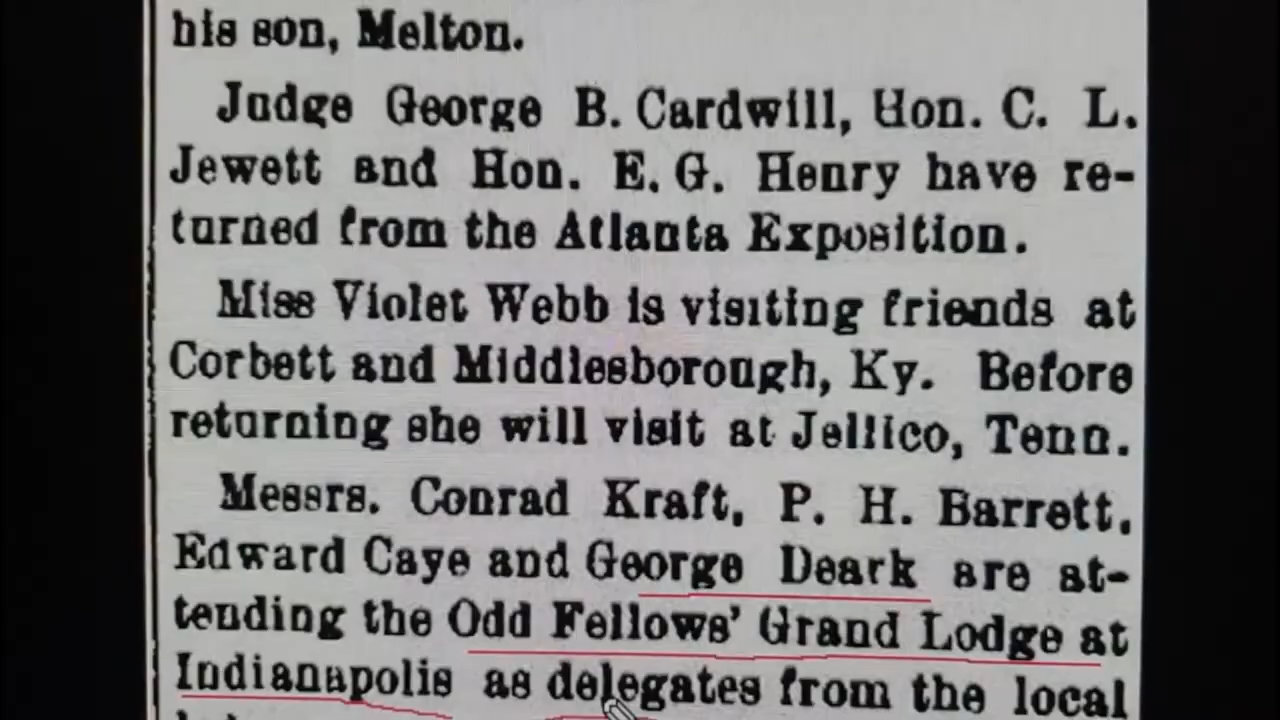 his son, Melton.
Judge George B. Cardwill, Hon. C. L.
Jewett and Hon. E. G. Henry have re-
turned from the Atlanta Exposition.
Miss Violet Webb is visiting friends at
Corbett and Middlesborough, Ky. Before
returning she will visit at Jellico, Tenn.
Messrs. Conrad Kraft, P. H. Barrett,
Edward Caye and George Deark are at-
tending the Odd Fellows' Grand Lodge at
Indianapolis as delegates from the local